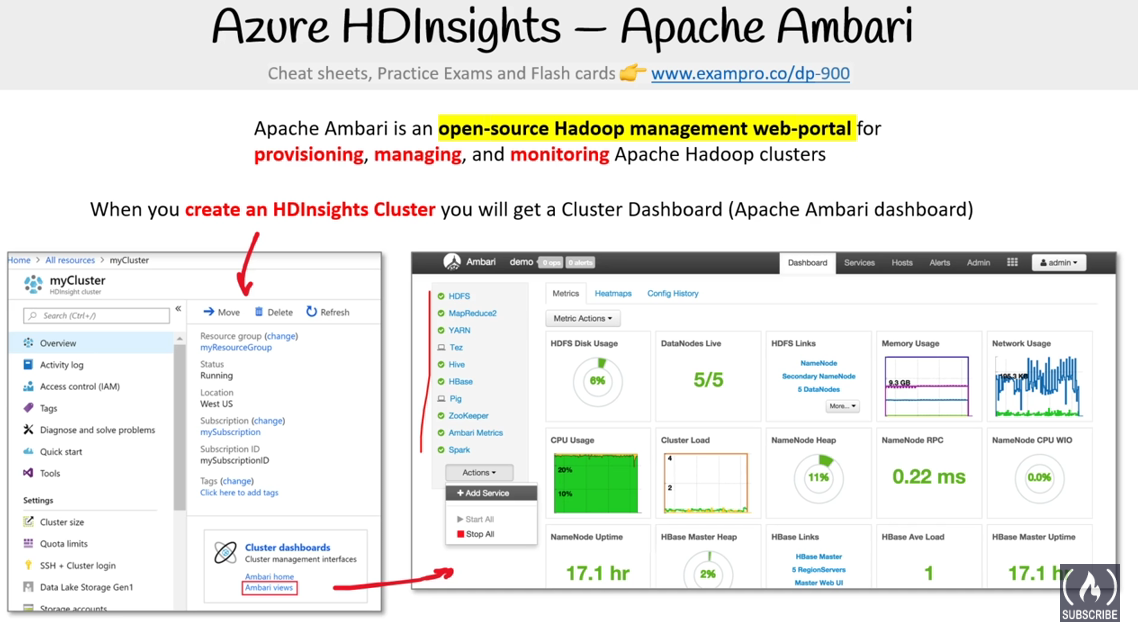 Azure HDInsights – Apache Ambari
Cheat sheets, Practice Exams and Flash cards 👉 www.exampro.co/dp-900
Apache Ambari is an open-source Hadoop management web-portal for
provisioning, managing, and monitoring Apache Hadoop clusters
When you create an HDInsights Cluster you will get a Cluster Dashboard (Apache Ambari dashboard)
Home > All resources > myCluster
myCluster
HDInsight cluster
Search (Ctrl+/)
«
Overview
Activity log
Access control (IAM)
Tags
Diagnose and solve problems
Quick start
Tools
Settings
Cluster size
Quota limits
SSH + Cluster login
Data Lake Storage Gen1
Storage accounts
Move Delete Refresh
Resource group (change)
myResourceGroup
Status
Running
Location
West US
Subscription (change)
mySubscription
Subscription ID
mySubscriptionID
Tags (change)
Click here to add tags
Cluster dashboards
Cluster management interfaces
Ambari home
Ambari views
Ambari demo 0 ops 0 alerts Dashboard Services Hosts Alerts Admin admin
HDFS
MapReduce2
YARN
Tez
Hive
HBase
Pig
ZooKeeper
Ambari Metrics
Spark
Actions
+ Add Service
Start All
Stop All
Metrics Heatmaps Config History
Metric Actions
HDFS Disk Usage
6%
DataNodes Live
5/5
HDFS Links
NameNode
Secondary NameNode
5 DataNodes
More...
Memory Usage
9.3 GB
Network Usage
CPU Usage
20%
10%
Cluster Load
4
2
NameNode Heap
11%
NameNode RPC
0.22 ms
NameNode CPU WIO
0.0%
NameNode Uptime
17.1 hr
HBase Master Heap
2%
HBase Links
HBase Master
5 RegionServers
Master Web UI
HBase Ave Load
1
HBase Master Uptime
17.1 hr
SUBSCRIBE